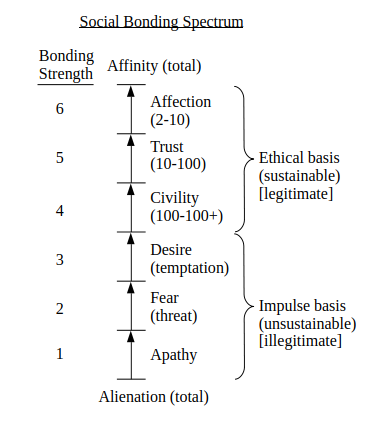 Social Bonding Spectrum
Bonding
Strength
Affinity (total)
6
Affection
(2-10)
5
Trust
(10-100)
4
Civility
(100-100+)
Ethical basis
(sustainable)
[legitimate]
3
Desire
(temptation)
2
Fear
(threat)
1
Apathy
Impulse basis
(unsustainable)
[illegitimate]
Alienation (total)